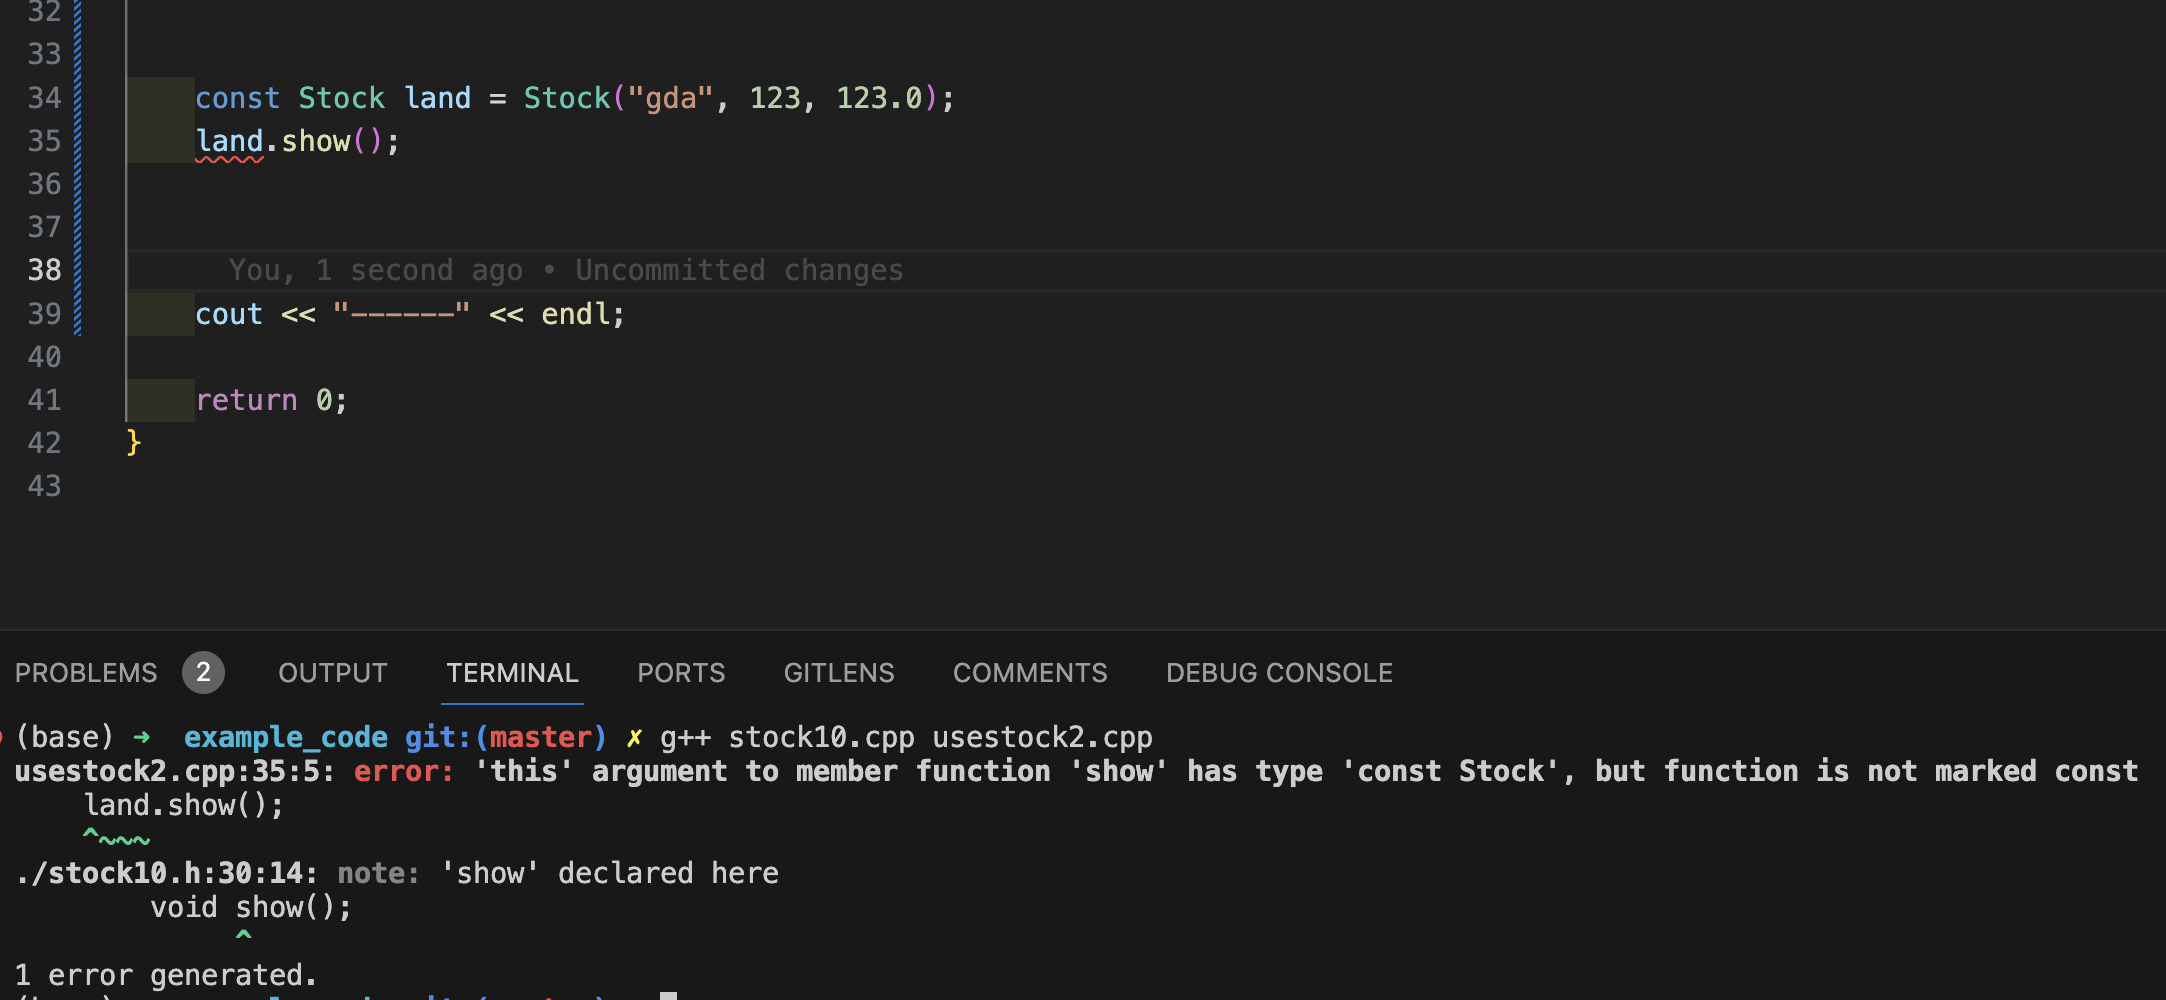 32
33
34 const Stock land = Stock("gda", 123, 123.0);
35 land.show();
36
37
38 You, 1 second ago • Uncommitted changes
39 cout << "------" << endl;
40
41 return 0;
42 }
43
PROBLEMS 2 OUTPUT TERMINAL PORTS GITLENS COMMENTS DEBUG CONSOLE
(base) ➜ example_code git:(master) ✗ g++ stock10.cpp usestock2.cpp
usestock2.cpp:35:5: error: 'this' argument to member function 'show' has type 'const Stock', but function is not marked const
land.show();
^~~~
./stock10.h:30:14: note: 'show' declared here
void show();
^
1 error generated.